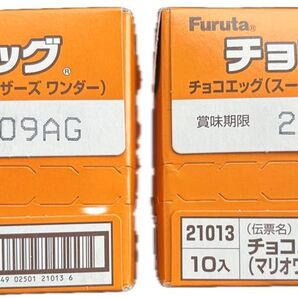 ッグ®
ザーズ ワンダー)
09AG
49 02501 21013 6
Furuta®
チョ
チョコエッグ(スー
賞味期限 2
21013
(伝票名)
チョコ
10入
(マリオワ